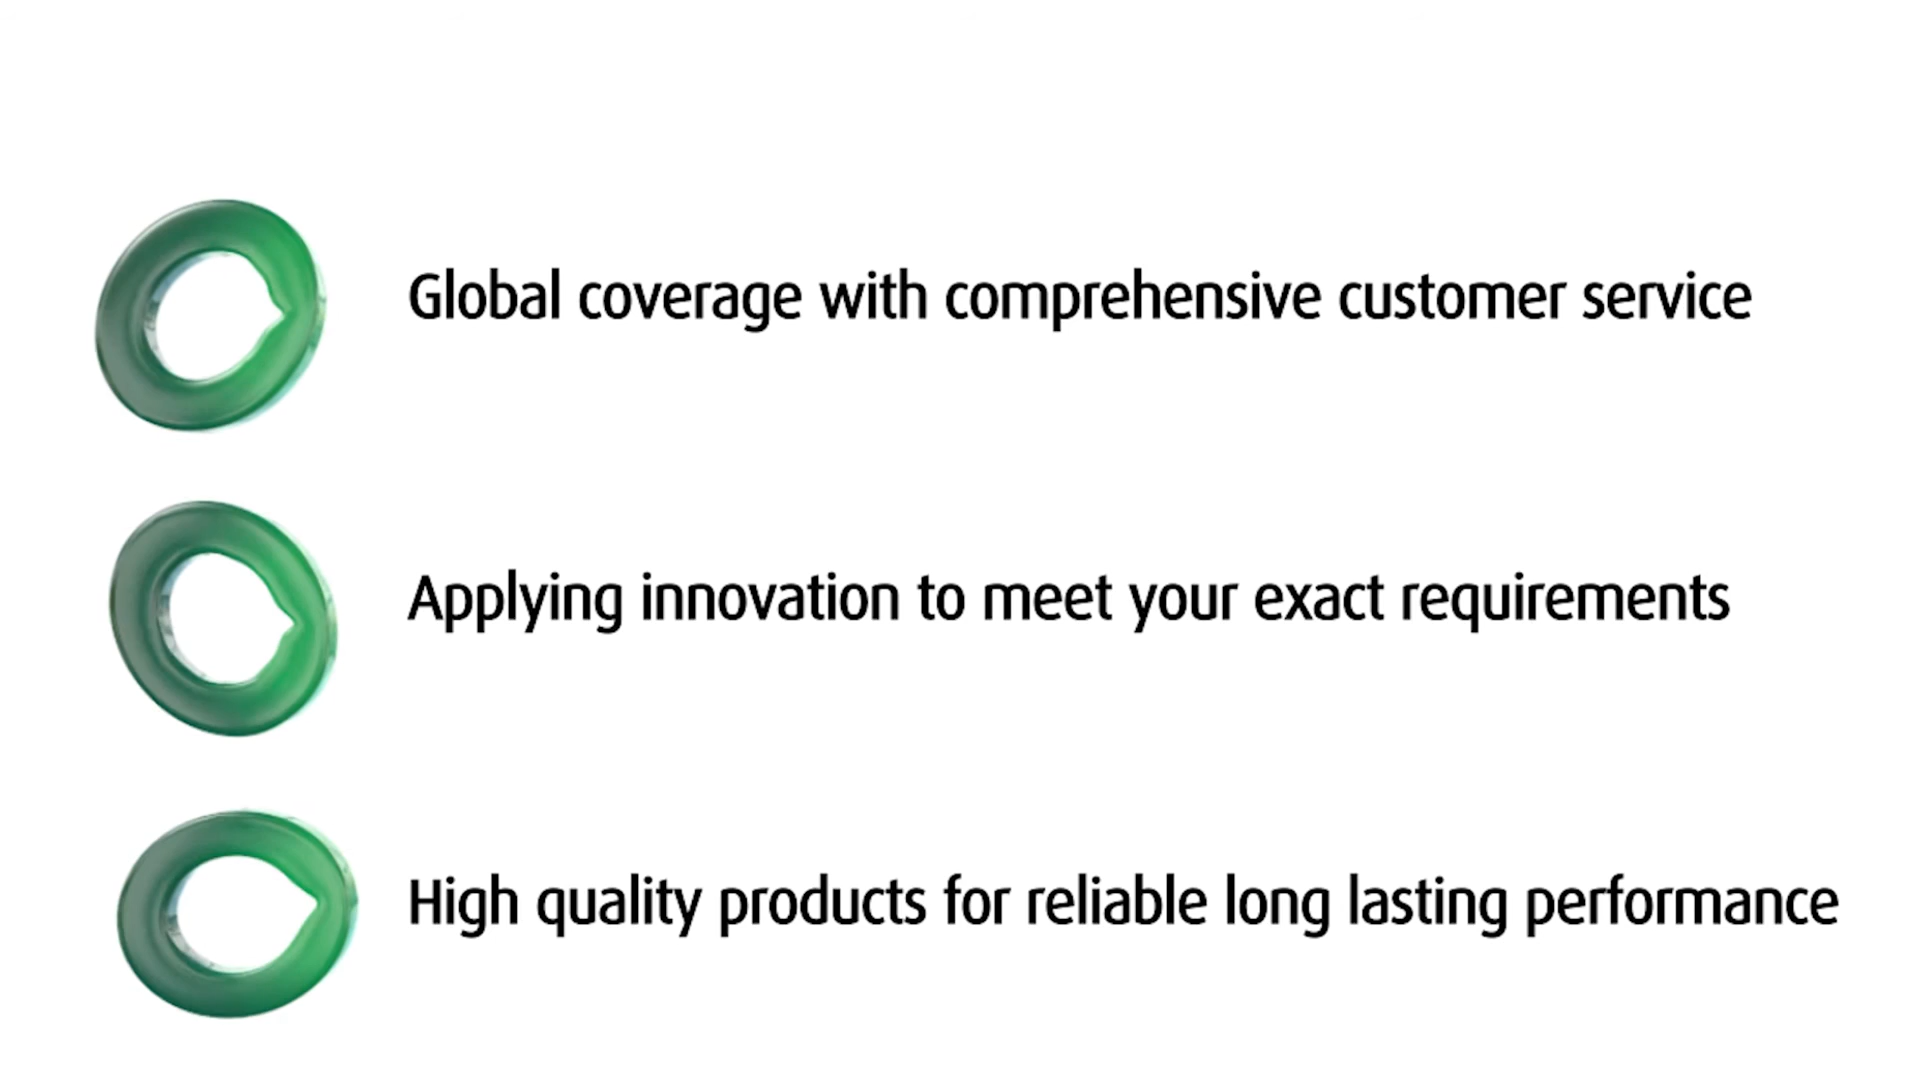 Global coverage with comprehensive customer service
Applying innovation to meet your exact requirements
High quality products for reliable long lasting performance